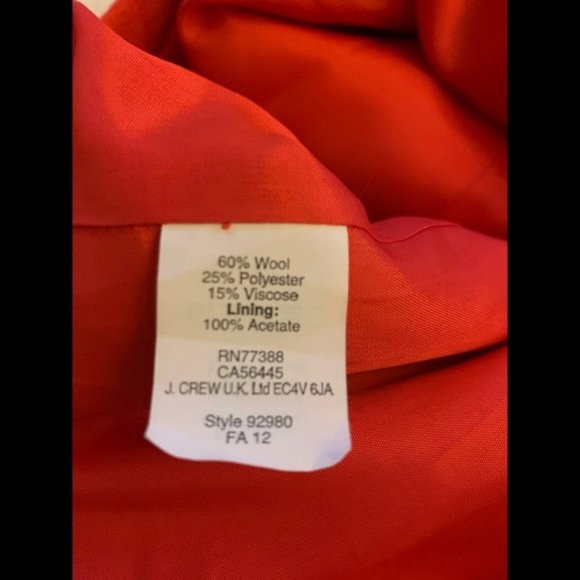 60% Wool
25% Polyester
15% Viscose
Lining:
100% Acetate
RN77388
CA56445
J. CREW U.K. Ltd EC4V 6JA
Style 92980
FA 12